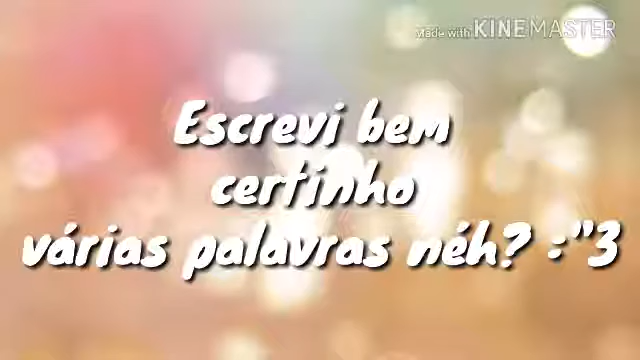 Made with KINEMASTER
Escrevi bem
certinho
várias palavras néh? :"3